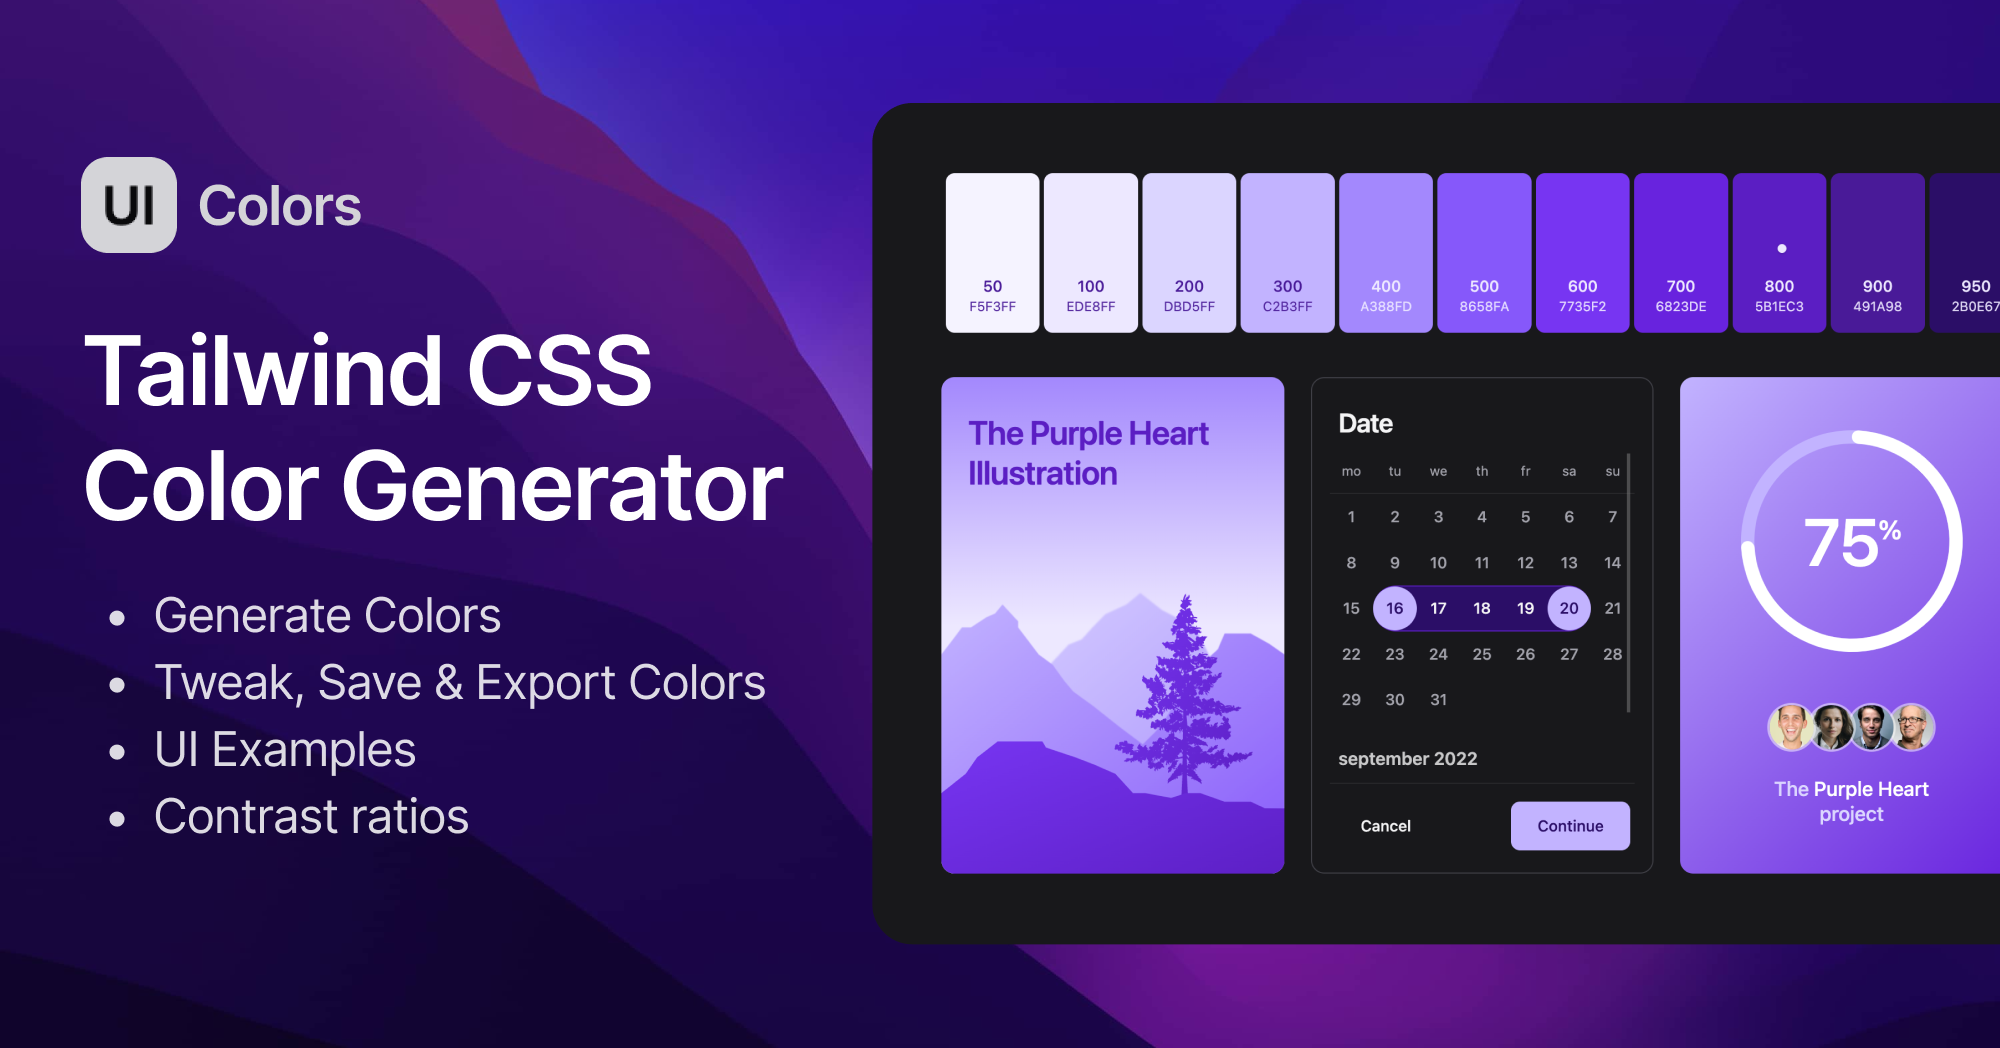 UI Colors
Tailwind CSS
Color Generator
• Generate Colors
• Tweak, Save & Export Colors
• UI Examples
• Contrast ratios
50 100 200 300 400 500 600 700 800 900 950
F5F3FF EDE8FF DBD5FF C2B3FF A388FD 8658FA 7735F2 6823DE 5B1EC3 491A98 2B0E67
The Purple Heart
Illustration
Date
mo tu we th fr sa su
1 2 3 4 5 6 7
8 9 10 11 12 13 14
15 16 17 18 19 20 21
22 23 24 25 26 27 28
29 30 31
september 2022
Cancel Continue
75%
The Purple Heart
project